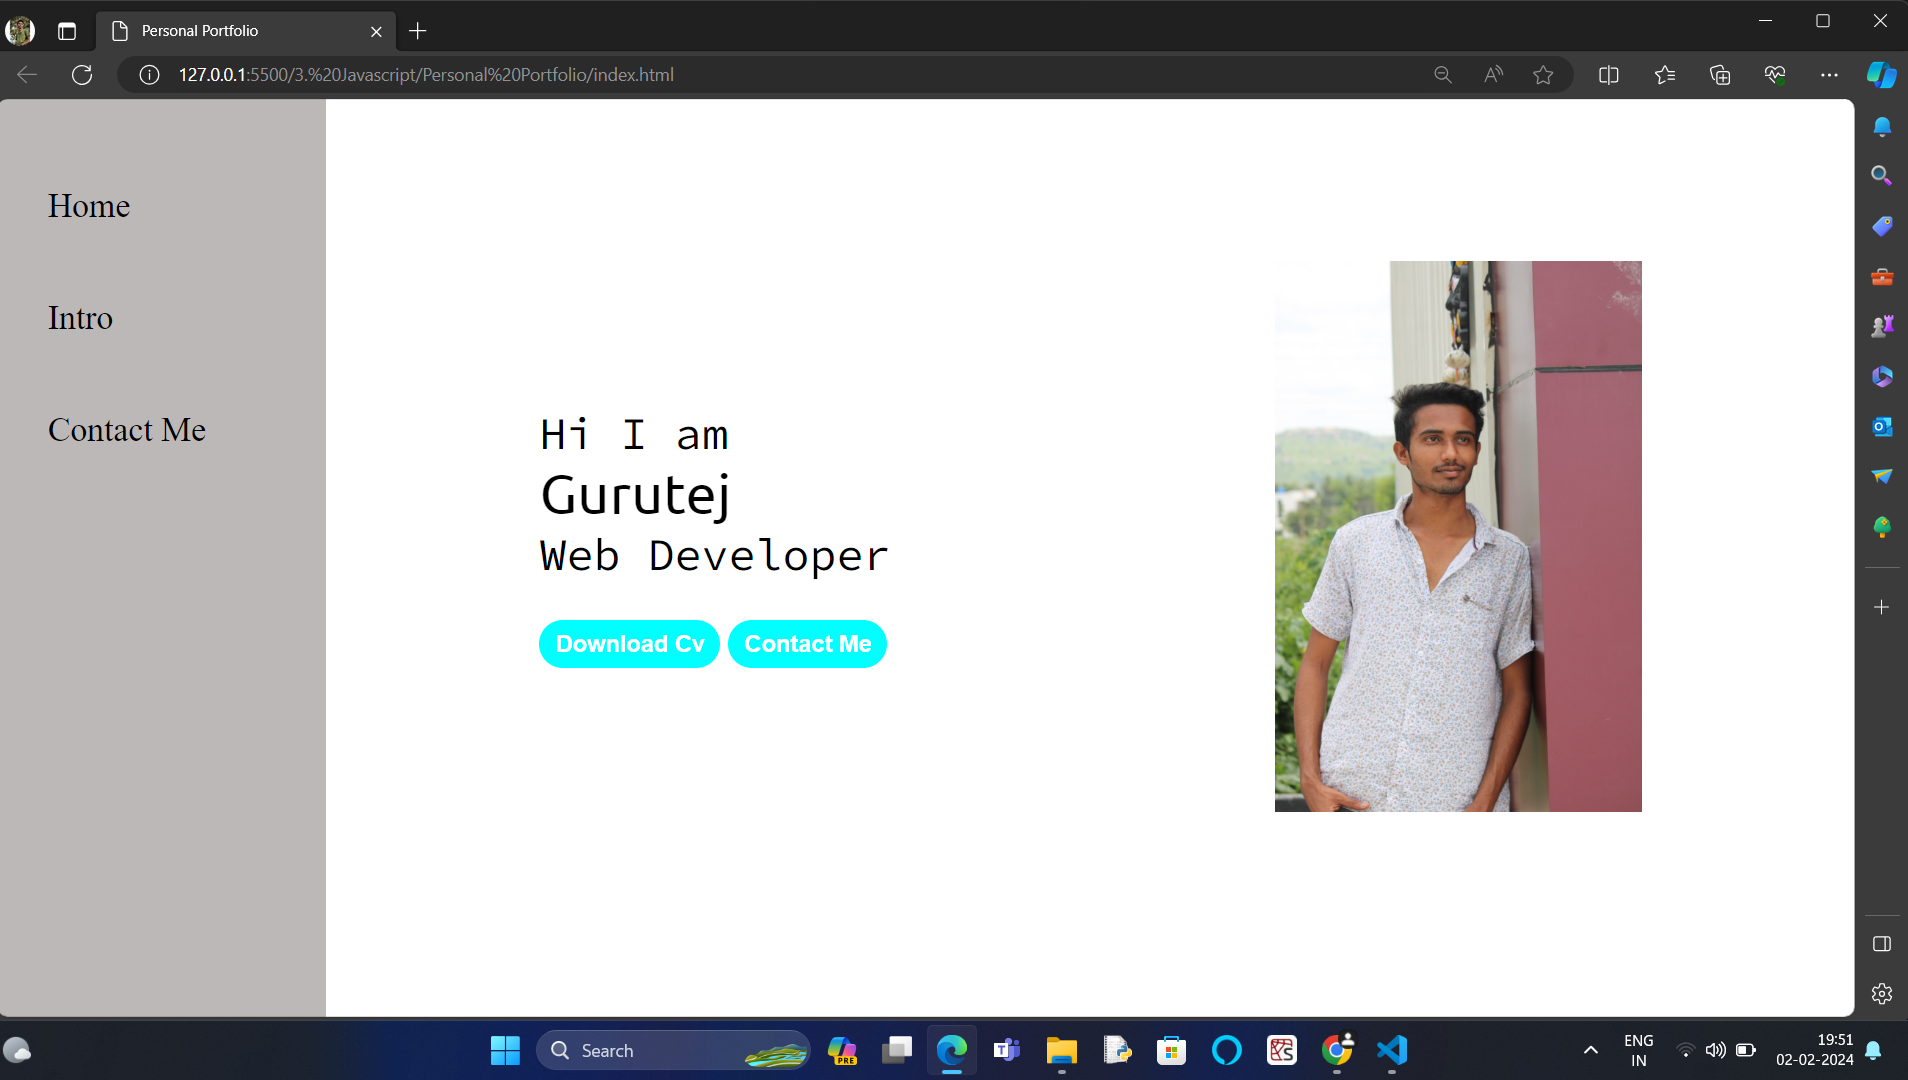 Personal Portfolio
127.0.0.1:5500/3.%20Javascript/Personal%20Portfolio/index.html
Home
Intro
Contact Me
Hi I am
Gurutej
Web Developer
Download Cv Contact Me
Search
PRE
ENG
IN
19:51
02-02-2024